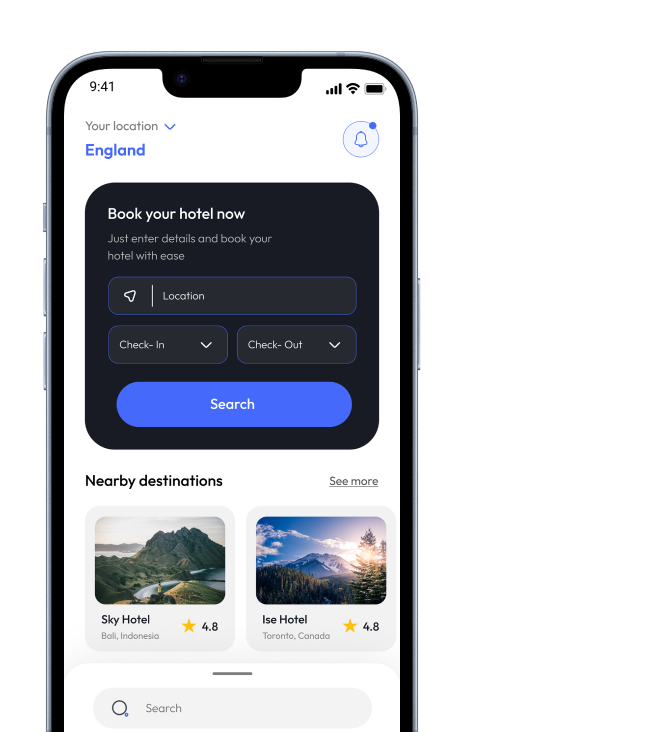 9:41
Your location
England
Book your hotel now
Just enter details and book your
hotel with ease
Location
Check- In
Check- Out
Search
Nearby destinations
See more
Sky Hotel
Bali, Indonesia
4.8
Ise Hotel
Toronto, Canada
4.8
Search